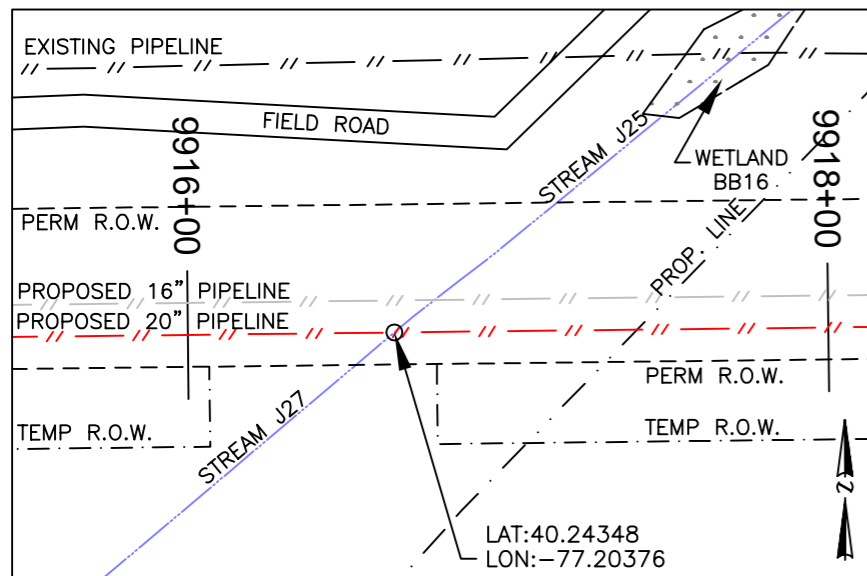 EXISTING PIPELINE
FIELD ROAD
9916+00
STREAM J25
WETLAND
BB16
9918+00
PERM R.O.W.
PROP. LINE
PROPOSED 16" PIPELINE
PROPOSED 20" PIPELINE
PERM R.O.W.
TEMP R.O.W.
TEMP R.O.W.
STREAM J27
N
LAT:40.24348
LON:-77.20376